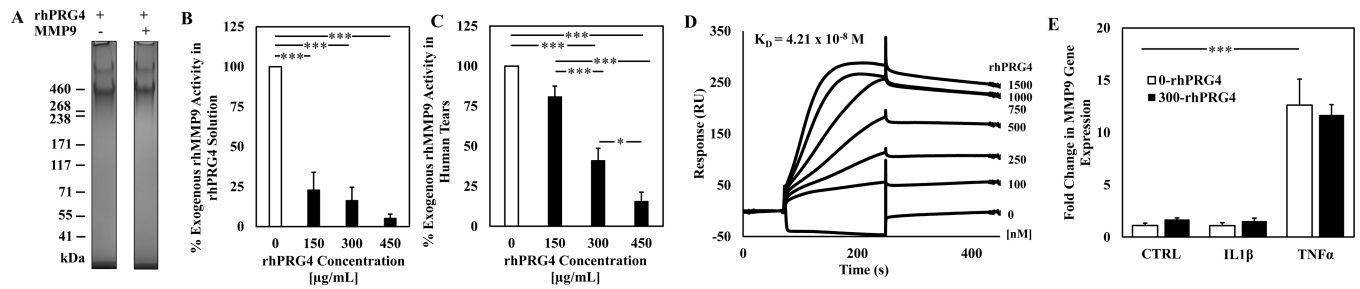 A
rhPRG4 + +
MMP9 - +
460
268
238
171
117
71
55
41
kDa
B
% Exogenous rhMMP9 Activity in
rhPRG4 Solution
125
100
75
50
25
0
***
***
***
0 150 300 450
rhPRG4 Concentration
[µg/mL]
C
% Exogenous rhMMP9 Activity in
Human Tears
125
100
75
50
25
0
***
***
***
***
***
*
0 150 300 450
rhPRG4 Concentration
[µg/mL]
D
K_D = 4.21 x 10⁻⁸ M
Response (RU)
350
250
150
50
-50
0 200 400
Time (s)
rhPRG4
1500
1000
750
500
250
100
0
[nM]
E
Fold Change in MMP9 Gene
Expression
20
15
10
5
0
***
0-rhPRG4
300-rhPRG4
CTRL IL1β TNFα